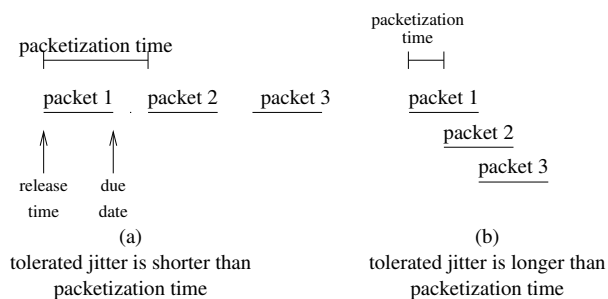 packetization time
packet 1
packet 2
packet 3
release
time
due
date
(a)
tolerated jitter is shorter than
packetization time
packetization
time
packet 1
packet 2
packet 3
(b)
tolerated jitter is longer than
packetization time